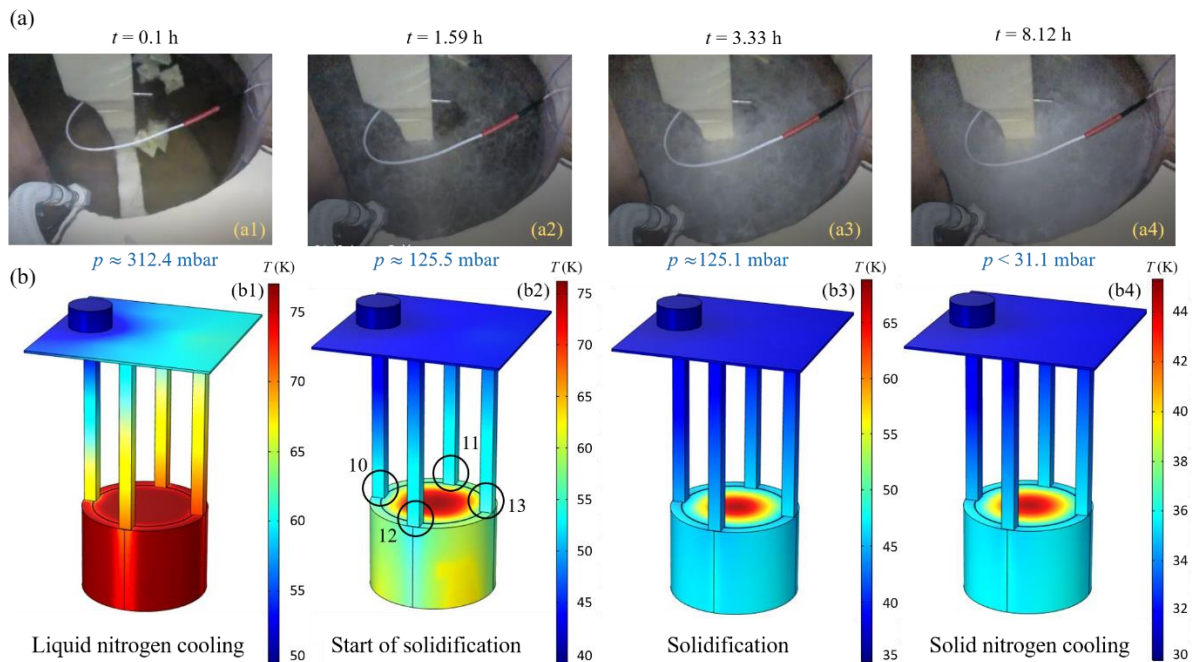 (a)
t = 0.1 h
t = 1.59 h
t = 3.33 h
t = 8.12 h
(a1)
(a2)
(a3)
(a4)
(b)
p ≈ 312.4 mbar
p ≈ 125.5 mbar
p ≈125.1 mbar
p < 31.1 mbar
T (K)
T (K)
T (K)
T (K)
(b1)
(b2)
(b3)
(b4)
75
70
65
60
55
50
75
70
65
60
55
50
45
40
65
60
55
50
45
40
35
44
42
40
38
36
34
32
30
10
11
12
13
Liquid nitrogen cooling
Start of solidification
Solidification
Solid nitrogen cooling